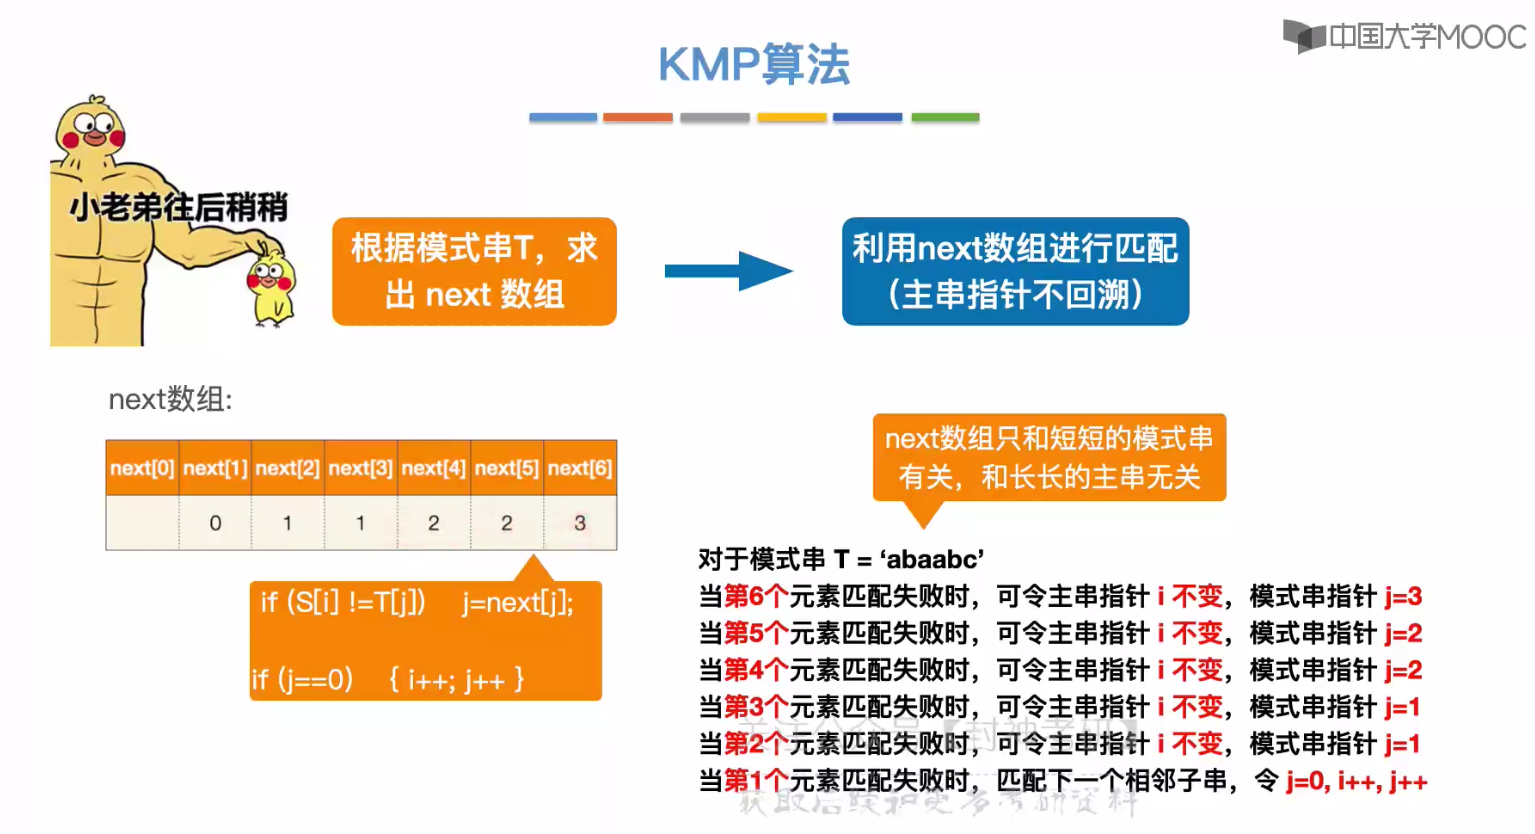 中国大学MOOC
KMP算法
小老弟往后稍稍
根据模式串T，求
出 next 数组
利用next数组进行匹配
（主串指针不回溯）
next数组:
next[0] next[1] next[2] next[3] next[4] next[5] next[6]
0 1 1 2 2 3
if (S[i] !=T[j]) j=next[j];
if (j==0) { i++; j++ }
next数组只和短短的模式串
有关，和长长的主串无关
对于模式串 T = ‘abaabc’
当第6个元素匹配失败时，可令主串指针 i 不变，模式串指针 j=3
当第5个元素匹配失败时，可令主串指针 i 不变，模式串指针 j=2
当第4个元素匹配失败时，可令主串指针 i 不变，模式串指针 j=2
当第3个元素匹配失败时，可令主串指针 i 不变，模式串指针 j=1
关注公众号【封神考研】
当第2个元素匹配失败时，可令主串指针 i 不变，模式串指针 j=1
当第1个元素匹配失败时，匹配下一个相邻子串，令 j=0, i++, j++
获取后续和更多考研资料